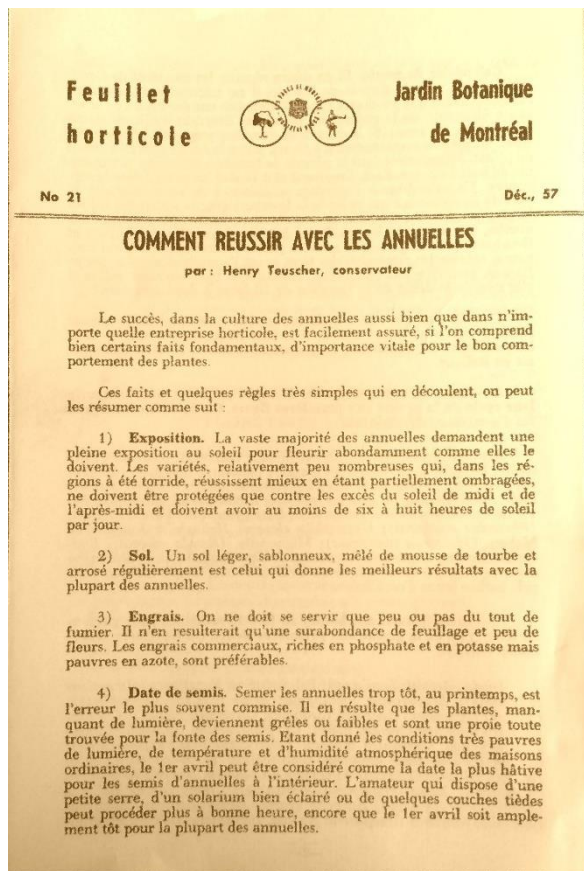 Feuillet
horticole
Jardin Botanique
de Montréal
No 21
Déc., 57
COMMENT REUSSIR AVEC LES ANNUELLES
par : Henry Teuscher, conservateur
Le succès, dans la culture des annuelles aussi bien que dans n'im-
porte quelle entreprise horticole, est facilement assuré, si l'on comprend
bien certains faits fondamentaux, d'importance vitale pour le bon com-
portement des plantes.
Ces faits et quelques règles très simples qui en découlent, on peut
les résumer comme suit :
1) Exposition. La vaste majorité des annuelles demandent une
pleine exposition au soleil pour fleurir abondamment comme elles le
doivent. Les variétés, relativement peu nombreuses qui, dans les ré-
gions à été torride, réussissent mieux en étant partiellement ombragées,
ne doivent être protégées que contre les excès du soleil de midi et de
l'après-midi et doivent avoir au moins de six à huit heures de soleil
par jour.
2) Sol. Un sol léger, sablonneux, mêlé de mousse de tourbe et
arrosé régulièrement est celui qui donne les meilleurs résultats avec la
plupart des annuelles.
3) Engrais. On ne doit se servir que peu ou pas du tout de
fumier. Il n'en resulterait qu'une surabondance de feuillage et peu de
fleurs. Les engrais commerciaux, riches en phosphate et en potasse mais
pauvres en azote, sont préférables.
4) Date de semis. Semer les annuelles trop tôt, au printemps, est
l'erreur le plus souvent commise. Il en résulte que les plantes, man-
quant de lumière, deviennent grêles ou faibles et sont une proie toute
trouvée pour la fonte des semis. Etant donné les conditions très pauvres
de lumière, de température et d'humidité atmosphérique des maisons
ordinaires, le 1er avril peut être considéré comme la date la plus hâtive
pour les semis d'annuelles à l'intérieur. L'amateur qui dispose d'une
petite serre, d'un solarium bien éclairé ou de quelques couches tièdes
peut procéder plus à bonne heure, encore que le 1er avril soit ample-
ment tôt pour la plupart des annuelles.